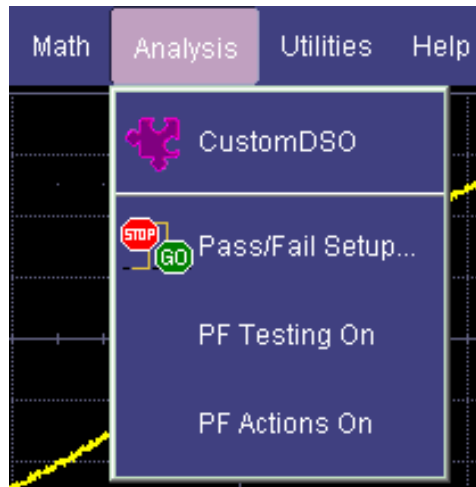 Math Analysis Utilities Help
CustomDSO
STOP
GO
Pass/Fail Setup...
PF Testing On
PF Actions On